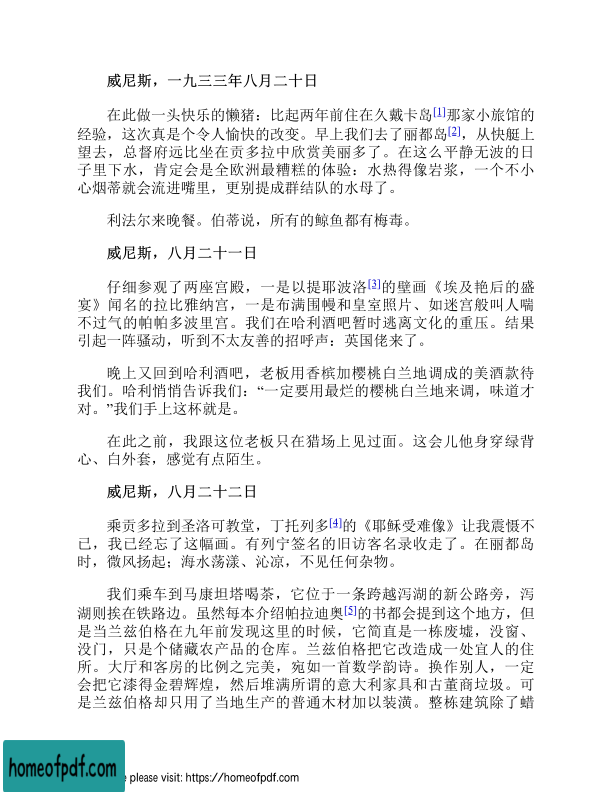 威尼斯，一九三三年八月二十日
在此做一头快乐的懒猪：比起两年前住在久戴卡岛[1]那家小旅馆的
经验，这次真是个令人愉快的改变。早上我们去了丽都岛[2]，从快艇上
望去，总督府远比坐在贡多拉中欣赏美丽多了。在这么平静无波的日
子里下水，肯定会是全欧洲最糟糕的体验：水热得像岩浆，一个不小
心烟蒂就会流进嘴里，更别提成群结队的水母了。
利法尔来晚餐。伯蒂说，所有的鲸鱼都有梅毒。
威尼斯，八月二十一日
仔细参观了两座宫殿，一是以提耶波洛[3]的壁画《埃及艳后的盛
宴》闻名的拉比雅纳宫，一是布满围幔和皇室照片、如迷宫般叫人喘
不过气的帕帕多波里宫。我们在哈利酒吧暂时逃离文化的重压。结果
引起一阵骚动，听到不太友善的招呼声：英国佬来了。
晚上又回到哈利酒吧，老板用香槟加樱桃白兰地调成的美酒款待
我们。哈利悄悄告诉我们：“一定要用最烂的樱桃白兰地来调，味道才
对。”我们手上这杯就是。
在此之前，我跟这位老板只在猎场上见过面。这会儿他身穿绿背
心、白外套，感觉有点陌生。
威尼斯，八月二十二日
乘贡多拉到圣洛可教堂，丁托列多[4]的《耶稣受难像》让我震慑不
已，我已经忘了这幅画。有列宁签名的旧访客名录收走了。在丽都岛
时，微风扬起；海水荡漾、沁凉，不见任何杂物。
我们乘车到马康坦塔喝茶，它位于一条跨越泻湖的新公路旁，泻
湖则挨在铁路边。虽然每本介绍帕拉迪奥[5]的书都会提到这个地方，但
是当兰兹伯格在九年前发现这里的时候，它简直是一栋废墟，没窗、
没门，只是个储藏农产品的仓库。兰兹伯格把它改造成一处宜人的住
所。大厅和客房的比例之完美，宛如一首数学韵诗。换作别人，一定
会把它漆得金碧辉煌，然后堆满所谓的意大利家具和古董商垃圾。可
是兰兹伯格却只用了当地生产的普通木材加以装潢。整栋建筑除了蜡
homeofpdf.com
e please visit: https://homeofpdf.com